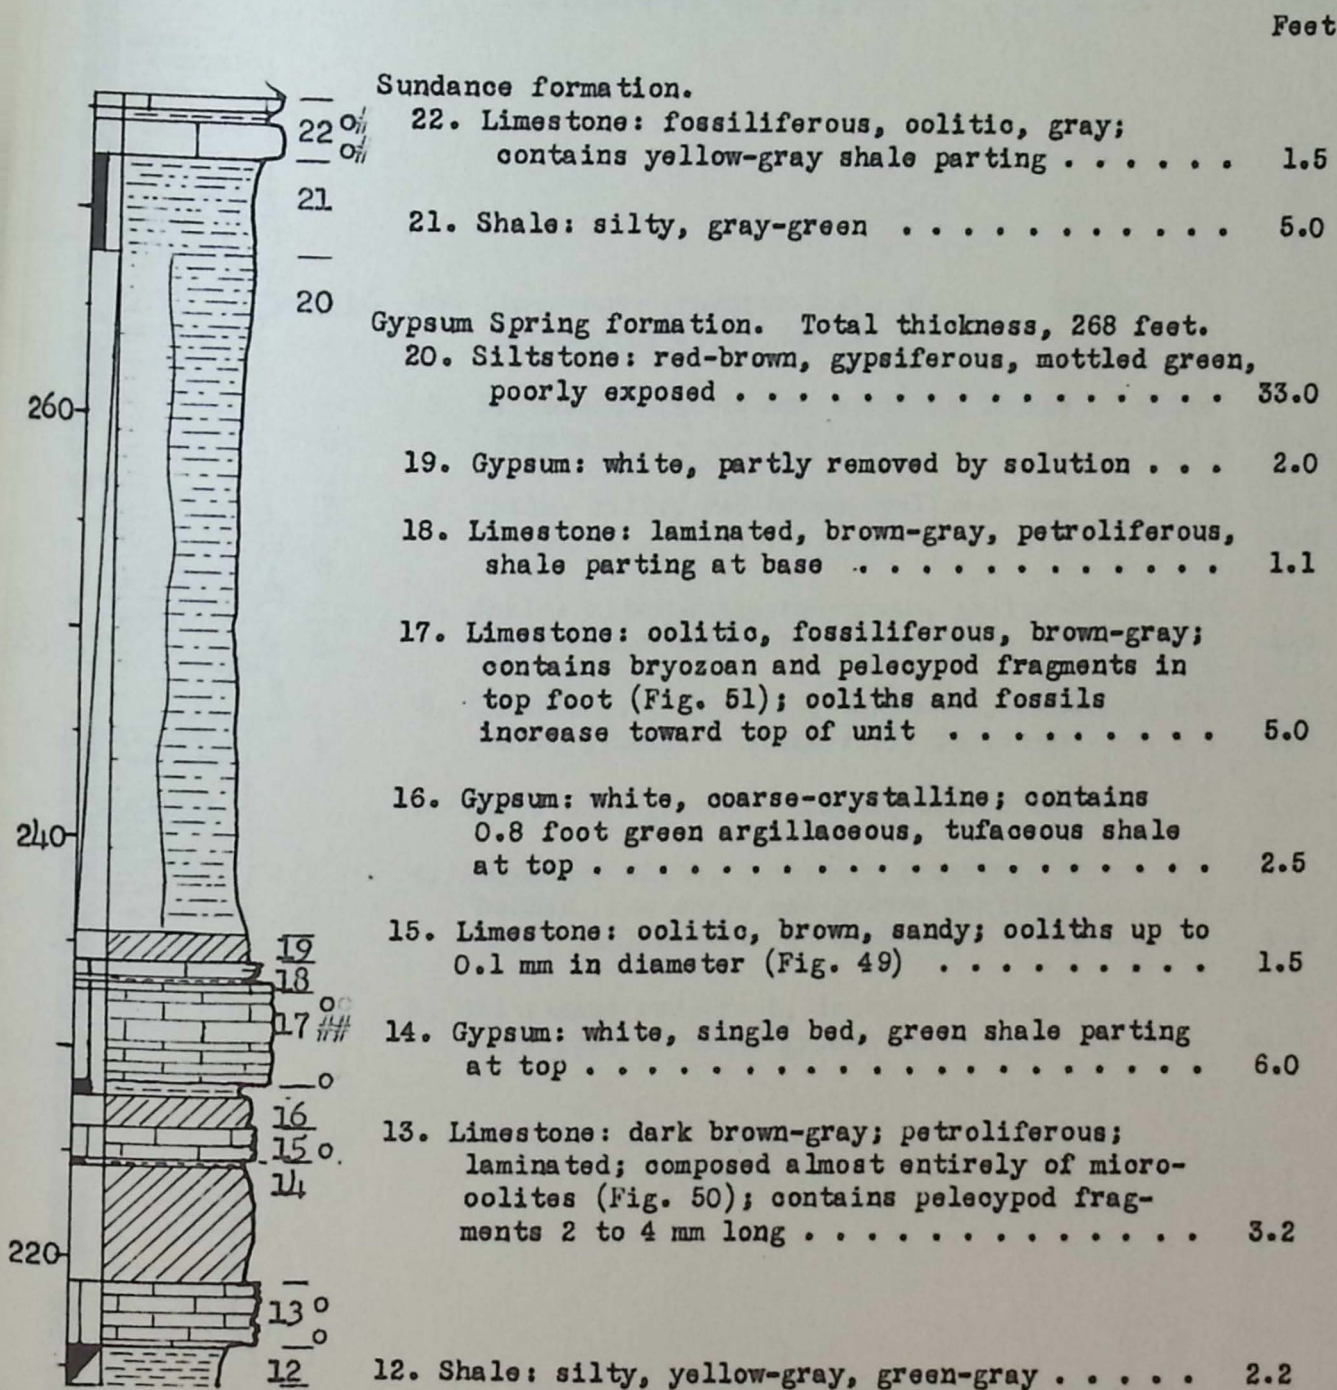 Feet
Sundance formation.
22. Limestone: fossiliferous, oolitic, gray;
contains yellow-gray shale parting . . . . . . 1.5
21. Shale: silty, gray-green . . . . . . . . . . . 5.0
Gypsum Spring formation. Total thickness, 268 feet.
20. Siltstone: red-brown, gypsiferous, mottled green,
poorly exposed . . . . . . . . . . . . . . . . 33.0
19. Gypsum: white, partly removed by solution . . . 2.0
18. Limestone: laminated, brown-gray, petroliferous,
shale parting at base . . . . . . . . . . . . . 1.1
17. Limestone: oolitic, fossiliferous, brown-gray;
contains bryozoan and pelecypod fragments in
top foot (Fig. 51); ooliths and fossils
increase toward top of unit . . . . . . . . . 5.0
16. Gypsum: white, coarse-crystalline; contains
0.8 foot green argillaceous, tufaceous shale
at top . . . . . . . . . . . . . . . . . . . . 2.5
15. Limestone: oolitic, brown, sandy; ooliths up to
0.1 mm in diameter (Fig. 49) . . . . . . . . . 1.5
14. Gypsum: white, single bed, green shale parting
at top . . . . . . . . . . . . . . . . . . . . 6.0
13. Limestone: dark brown-gray; petroliferous;
laminated; composed almost entirely of micro-
oolites (Fig. 50); contains pelecypod frag-
ments 2 to 4 mm long . . . . . . . . . . . . . 3.2
12. Shale: silty, yellow-gray, green-gray . . . . . 2.2
22
21
20
260
240
19
18
17
16
15
14
220
13
12